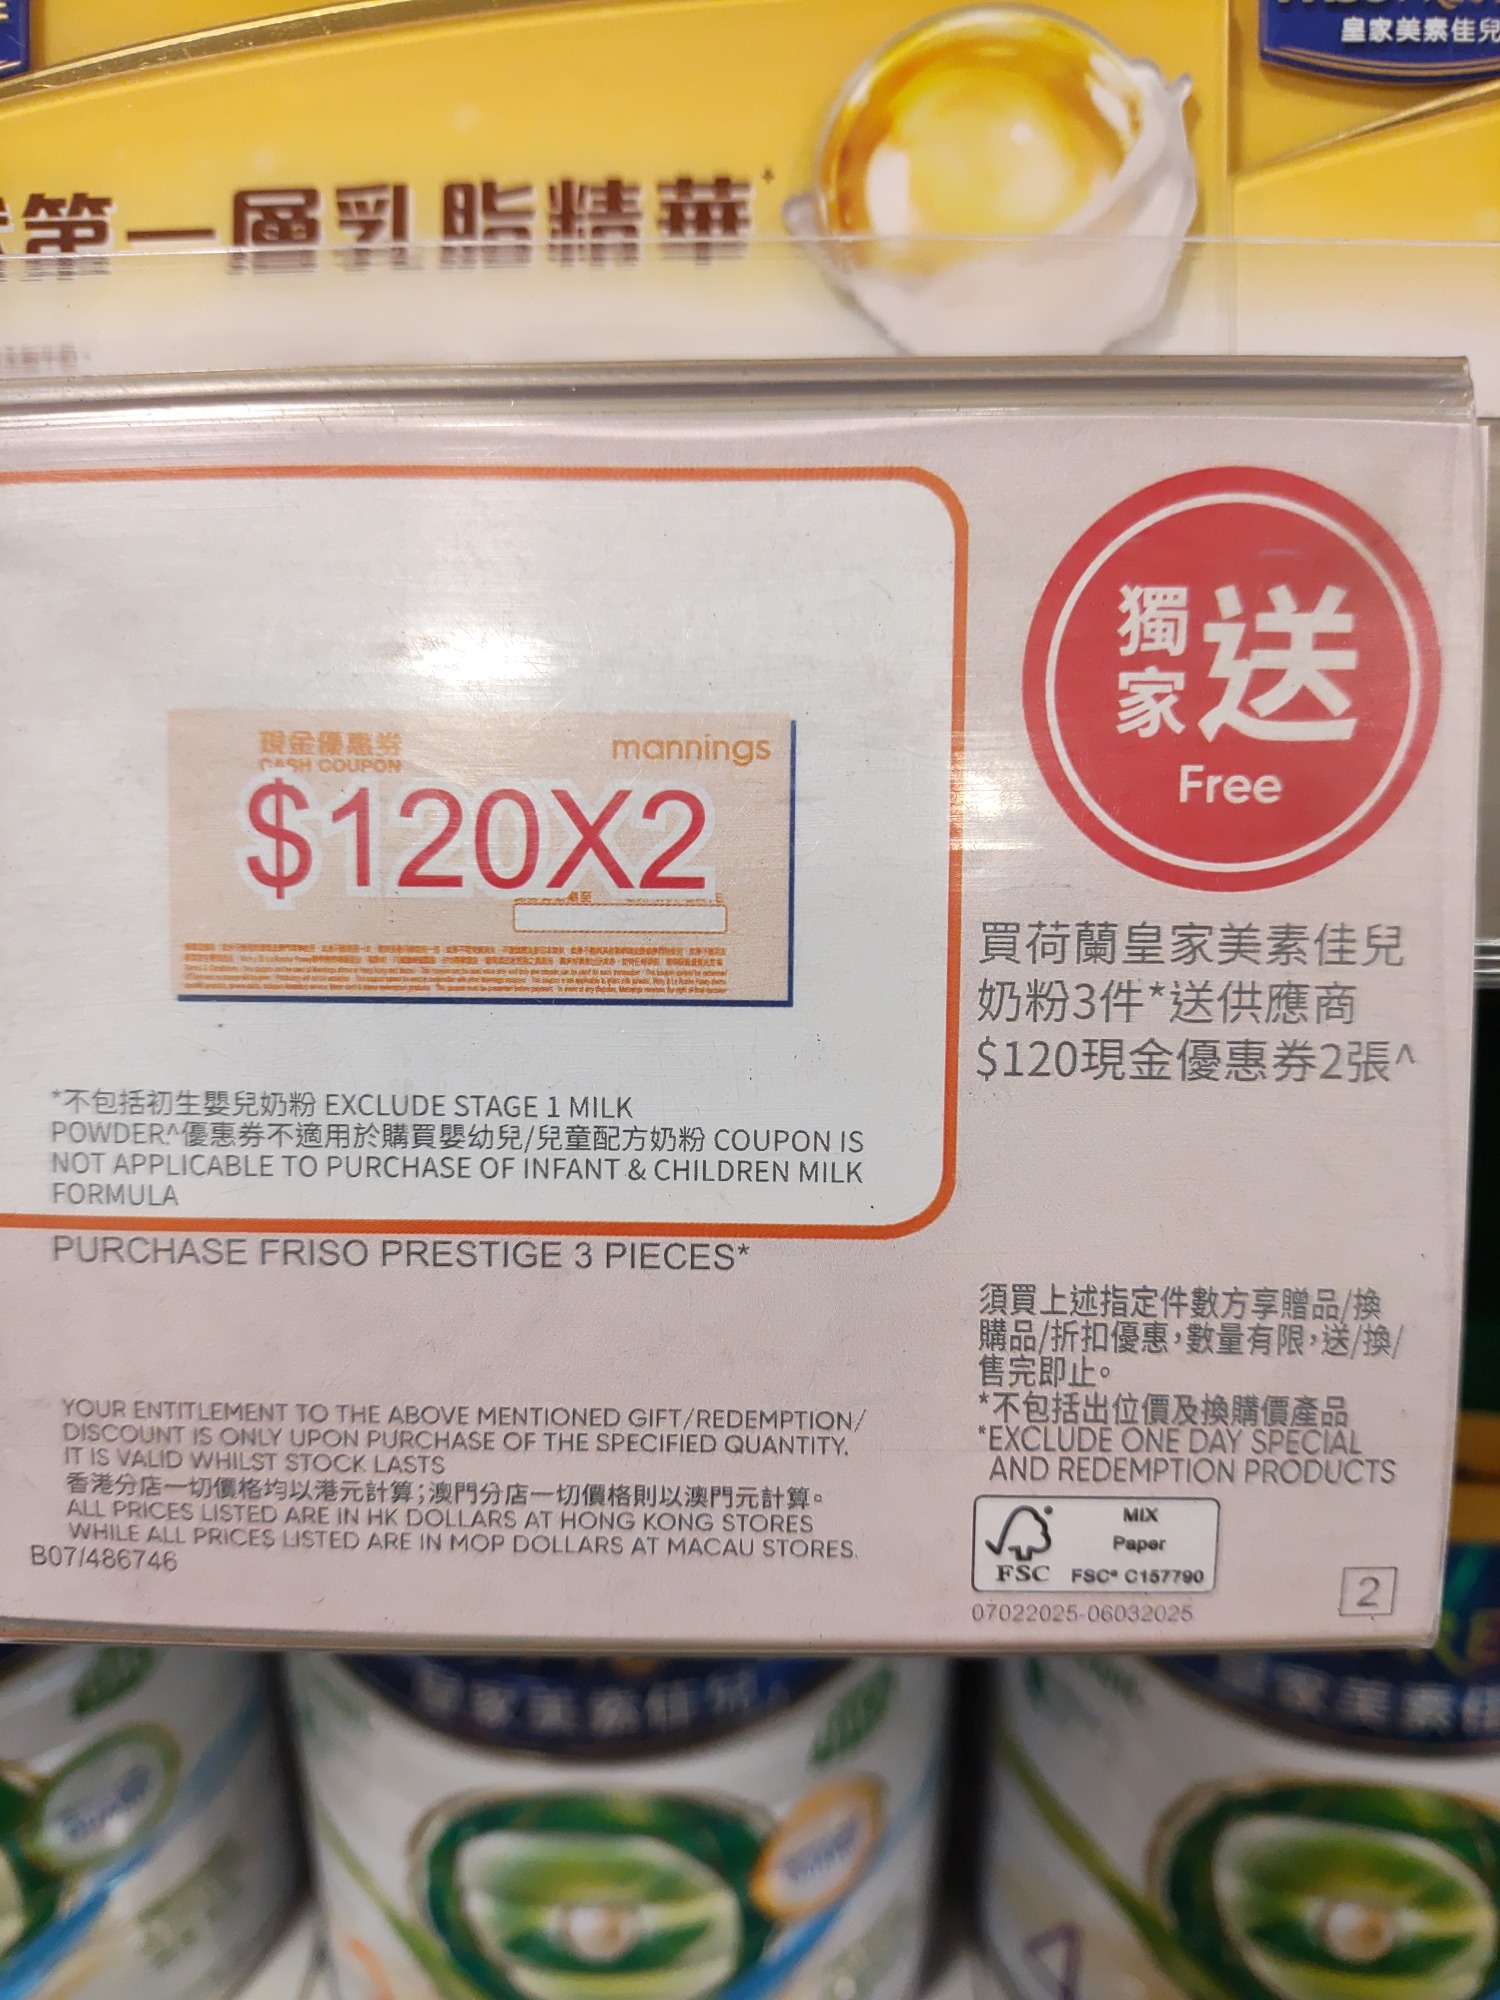 皇家美素佳兒
第一層乳脂精華
獨家送
Free
現金優惠券
mannings
CASH COUPON
$120X2
買荷蘭皇家美素佳兒
奶粉3件*送供應商
$120現金優惠券2張^
*不包括初生嬰兒奶粉 EXCLUDE STAGE 1 MILK
POWDER^優惠券不適用於購買嬰幼兒/兒童配方奶粉 COUPON IS
NOT APPLICABLE TO PURCHASE OF INFANT & CHILDREN MILK
FORMULA
PURCHASE FRISO PRESTIGE 3 PIECES*
須買上述指定件數方享贈品/換
購品/折扣優惠,數量有限,送/換/
售完即止。
*不包括出位價及換購價產品
*EXCLUDE ONE DAY SPECIAL
AND REDEMPTION PRODUCTS
YOUR ENTITLEMENT TO THE ABOVE MENTIONED GIFT/REDEMPTION/
DISCOUNT IS ONLY UPON PURCHASE OF THE SPECIFIED QUANTITY.
IT IS VALID WHILST STOCK LASTS
香港分店一切價格均以港元計算;澳門分店一切價格則以澳門元計算。
ALL PRICES LISTED ARE IN HK DOLLARS AT HONG KONG STORES
WHILE ALL PRICES LISTED ARE IN MOP DOLLARS AT MACAU STORES.
B07/486746
MIX
Paper
FSC FSC® C157790
07022025-06032025
2
皇家美素佳兒
皇家美素佳